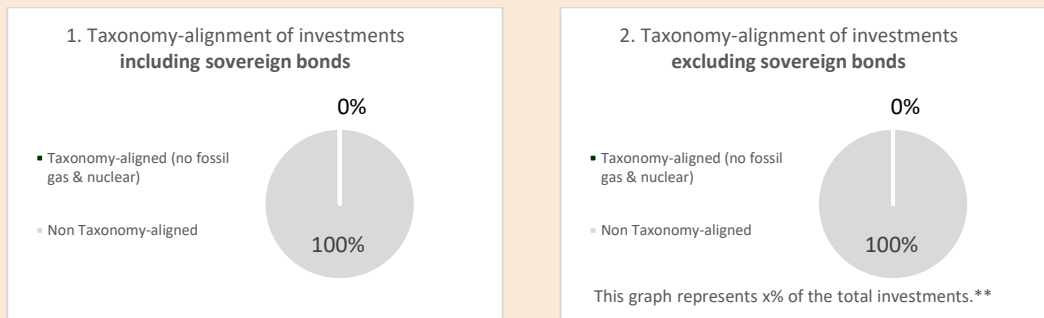 1. Taxonomy-alignment of investments
including sovereign bonds
0%
Taxonomy-aligned (no fossil
gas & nuclear)
Non Taxonomy-aligned
100%
2. Taxonomy-alignment of investments
excluding sovereign bonds
0%
Taxonomy-aligned (no fossil
gas & nuclear)
Non Taxonomy-aligned
100%
This graph represents x% of the total investments.**